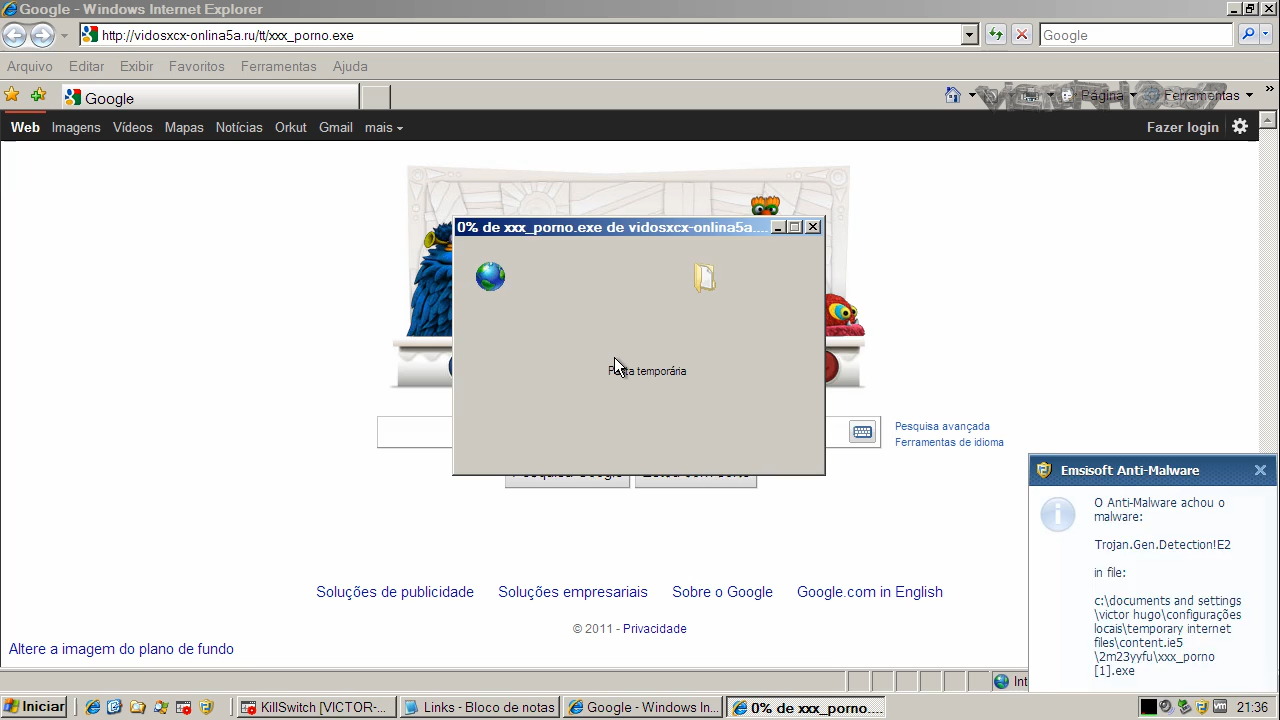 Google - Windows Internet Explorer
http://vidosxcx-onlina5a.ru/tt/xxx_porno.exe
Google
Arquivo Editar Exibir Favoritos Ferramentas Ajuda
Google
Página Ferramentas
Web Imagens Vídeos Mapas Notícias Orkut Gmail mais
Fazer login
0% de xxx_porno.exe de vidosxcx-onlina5a....
temporária
Pesquisa avançada
Ferramentas de idioma
Emsisoft Anti-Malware
O Anti-Malware achou o
malware:
Trojan.Gen.Detection!E2
in file:
c:\documents and settings
\victor hugo\configurações
locais\temporary internet
files\content.ie5
\2m23yyfu\xxx_porno
[1].exe
Soluções de publicidade Soluções empresariais Sobre o Google Google.com in English
© 2011 - Privacidade
Altere a imagem do plano de fundo
Int
Iniciar
KillSwitch [VICTOR-...
Links - Bloco de notas
Google - Windows In...
0% de xxx_porno....
21:36